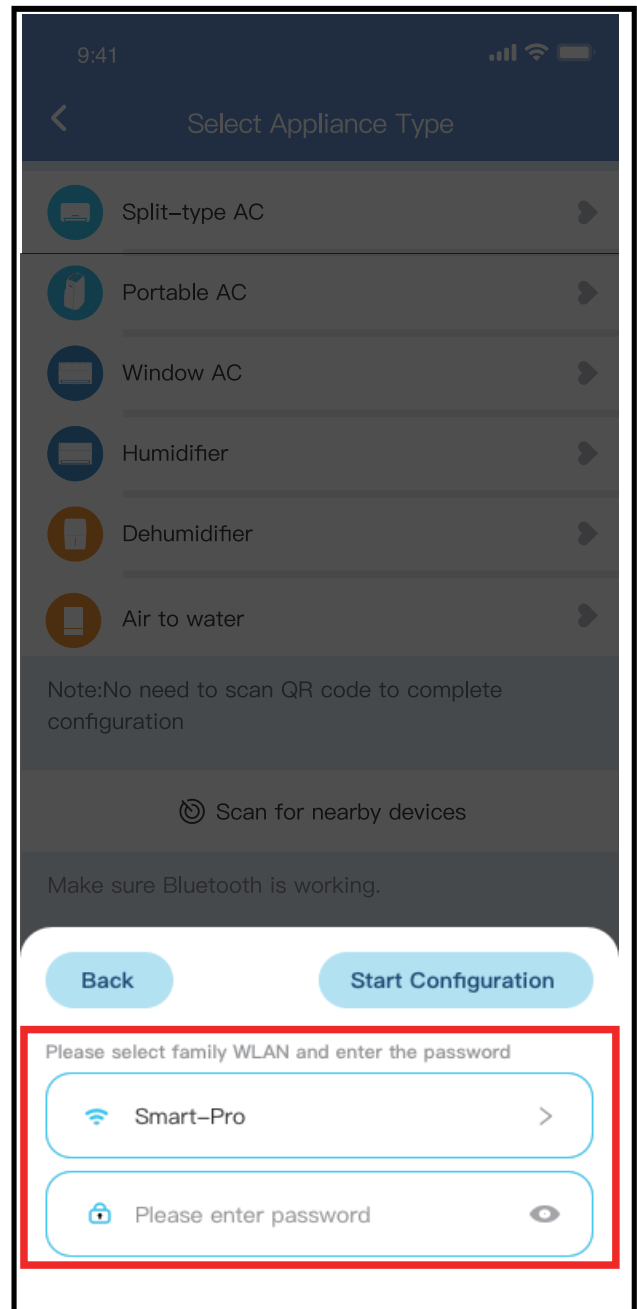 9:41
Select Appliance Type
Split-type AC
Portable AC
Window AC
Humidifier
Dehumidifier
Air to water
Note:No need to scan QR code to complete
configuration
Scan for nearby devices
Make sure Bluetooth is working.
Back
Start Configuration
Please select family WLAN and enter the password
Smart-Pro
Please enter password